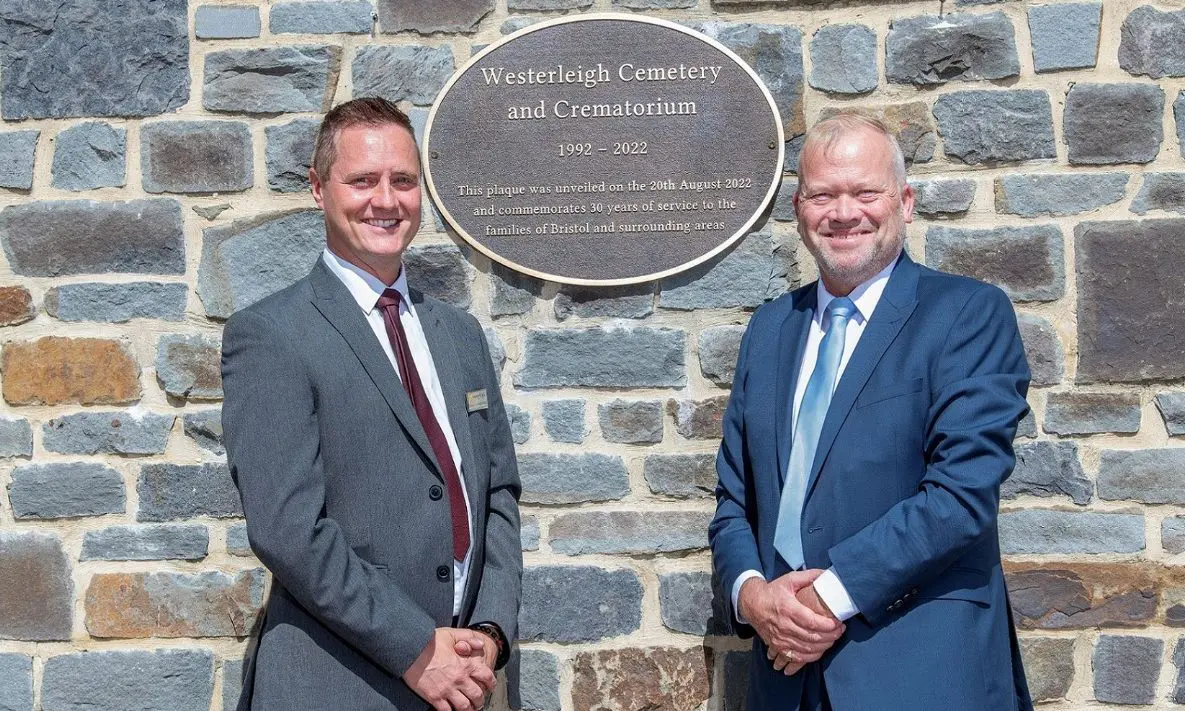 Westerleigh Cemetery
and Crematorium
1992 – 2022
This plaque was unveiled on the 20th August 2022
and commemorates 30 years of service to the
families of Bristol and surrounding areas